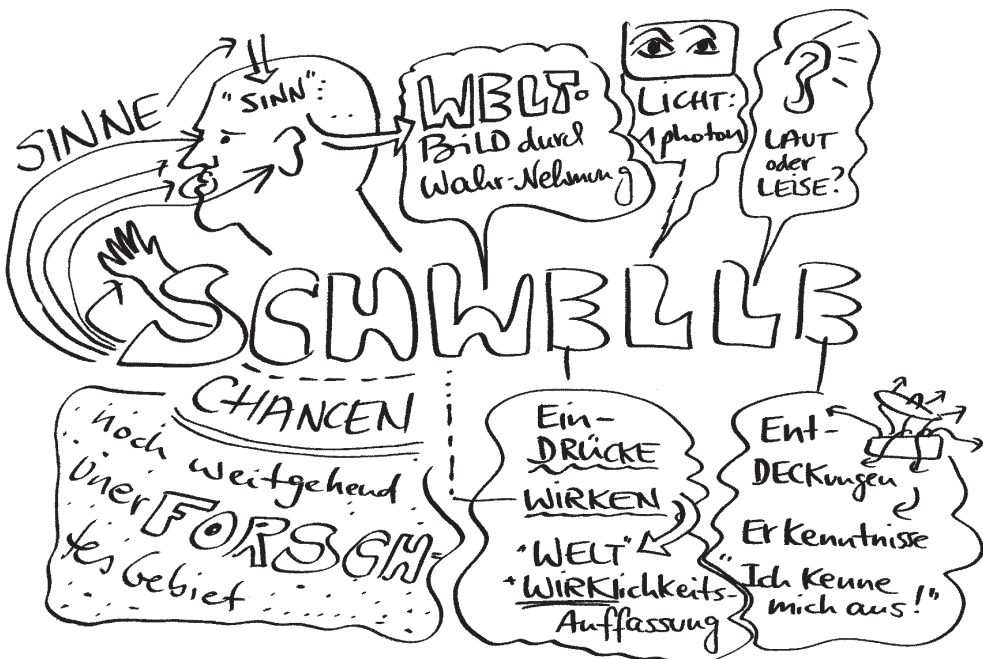 SINNE
"SINN":
WELT-
BiLD durch
Wahr-Nehmung
LiCHT:
1 photon
LAUT
oder
LEISE?
SCHWELLE
CHANCEN
noch weitgehend
UnerFORSCH-
tes Gebiet
Ein-
DRÜCKE
WIRKEN
"WELT"
+ WIRKlichkeits-
Auffassung
Ent-
DECKungen
Erkenntnisse
"Ich kenne
mich aus!"